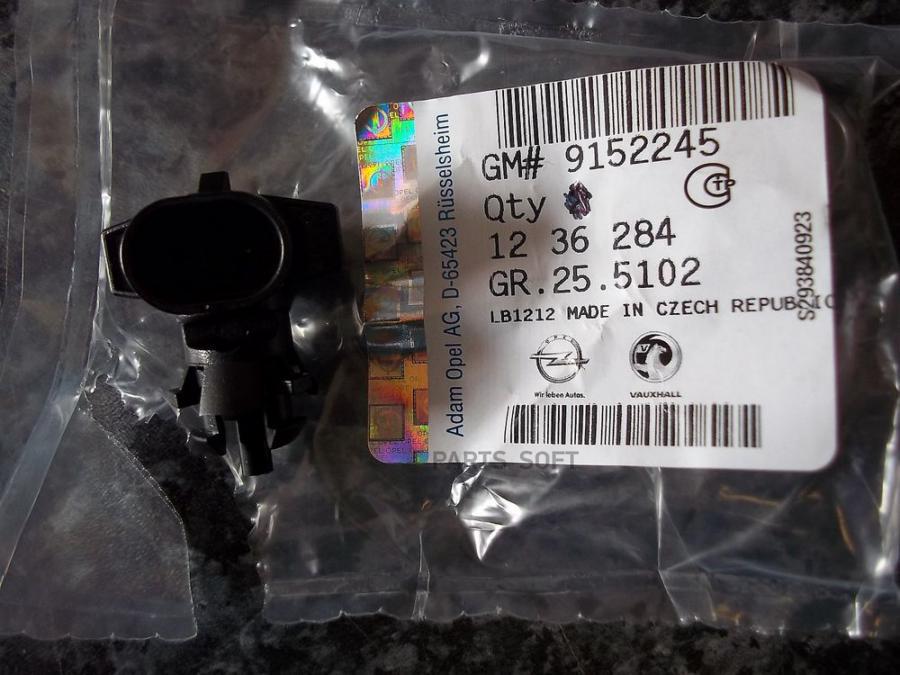 Adam Opel AG, D-65423 Rüsselsheim
GM# 9152245
Qty
12 36 284
GR.25.5102
LB1212 MADE IN CZECH REPUBLIC
OPEL
Wir leben Autos.
VAUXHALL
S293840923
PARTS SOFT